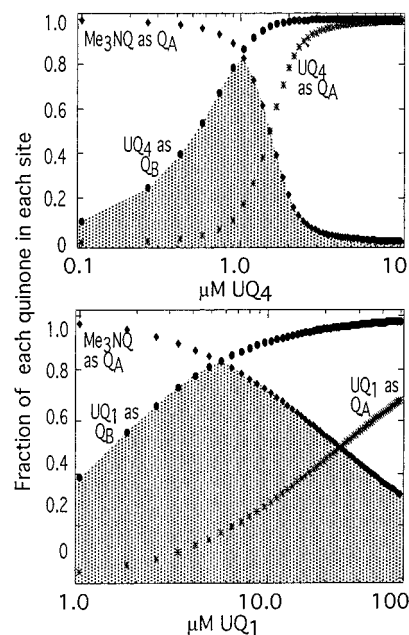 Fraction of each quinone in each site
1.0
0.8
0.6
0.4
0.2
0
Me3NQ as QA
UQ4 as
QB
UQ4
as QA
0.1
1.0
10
µM UQ4
1.0
0.8
0.6
0.4
0.2
0
Me3NQ
as QA
UQ1 as
QB
UQ1 as
QA
1.0
10.0
100
µM UQ1